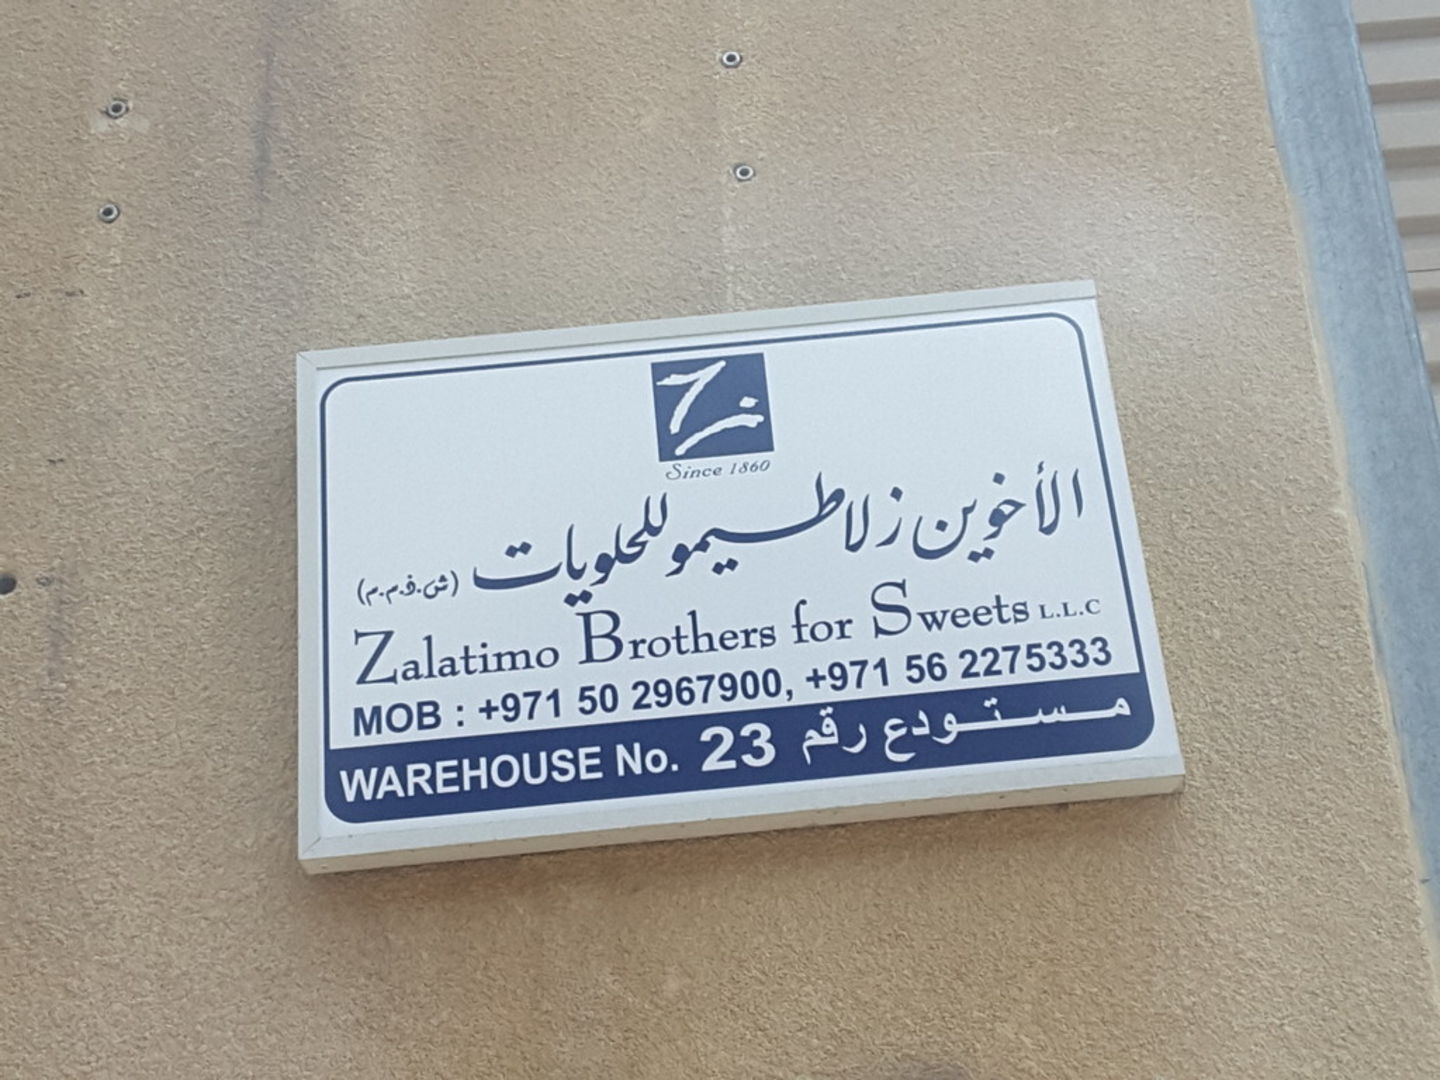 Since 1860
الأخوين زلاطيمو للحلويات (ش.ذ.م.م)
Zalatimo Brothers for Sweets L.L.C
MOB : +971 50 2967900, +971 56 2275333
WAREHOUSE No. 23 مستودع رقم